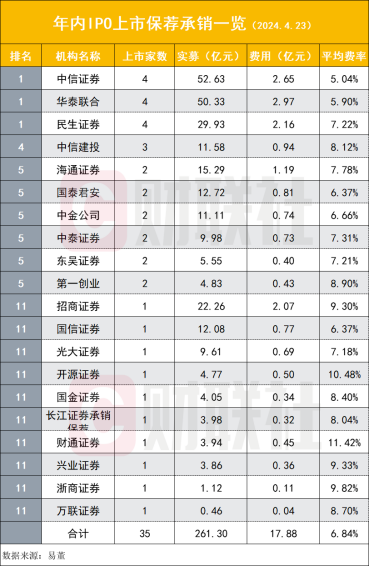 年内IPO上市保荐承销一览（2024.4.23）
排名 机构名称 上市家数 实募（亿元） 费用（亿元） 平均费率
1 中信证券 4 52.63 2.65 5.04%
1 华泰联合 4 50.33 2.97 5.90%
1 民生证券 4 29.93 2.16 7.22%
4 中信建投 3 11.58 0.94 8.12%
5 海通证券 2 15.29 1.19 7.78%
5 国泰君安 2 12.72 0.81 6.37%
5 中金公司 2 11.11 0.74 6.66%
5 中泰证券 2 9.98 0.73 7.31%
5 东吴证券 2 5.55 0.40 7.21%
5 第一创业 2 4.83 0.43 8.90%
11 招商证券 1 22.26 2.07 9.30%
11 国信证券 1 12.08 0.77 6.37%
11 光大证券 1 9.61 0.69 7.18%
11 开源证券 1 4.77 0.50 10.48%
11 国金证券 1 4.05 0.34 8.40%
11 长江证券承销保荐 1 3.98 0.32 8.04%
11 财通证券 1 3.94 0.45 11.42%
11 兴业证券 1 3.86 0.36 9.33%
11 浙商证券 1 1.12 0.11 9.82%
11 万联证券 1 0.46 0.04 8.70%
合计 35 261.30 17.88 6.84%
数据来源：易董
财联社
财联社